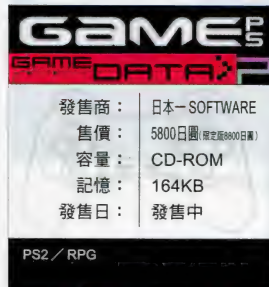 GAME PS
GAME DATA
發售商： 日本一SOFTWARE
售價： 5800日圓(限定版8800日圓)
容量： CD-ROM
記憶： 164KB
發售日： 發售中
PS2／RPG